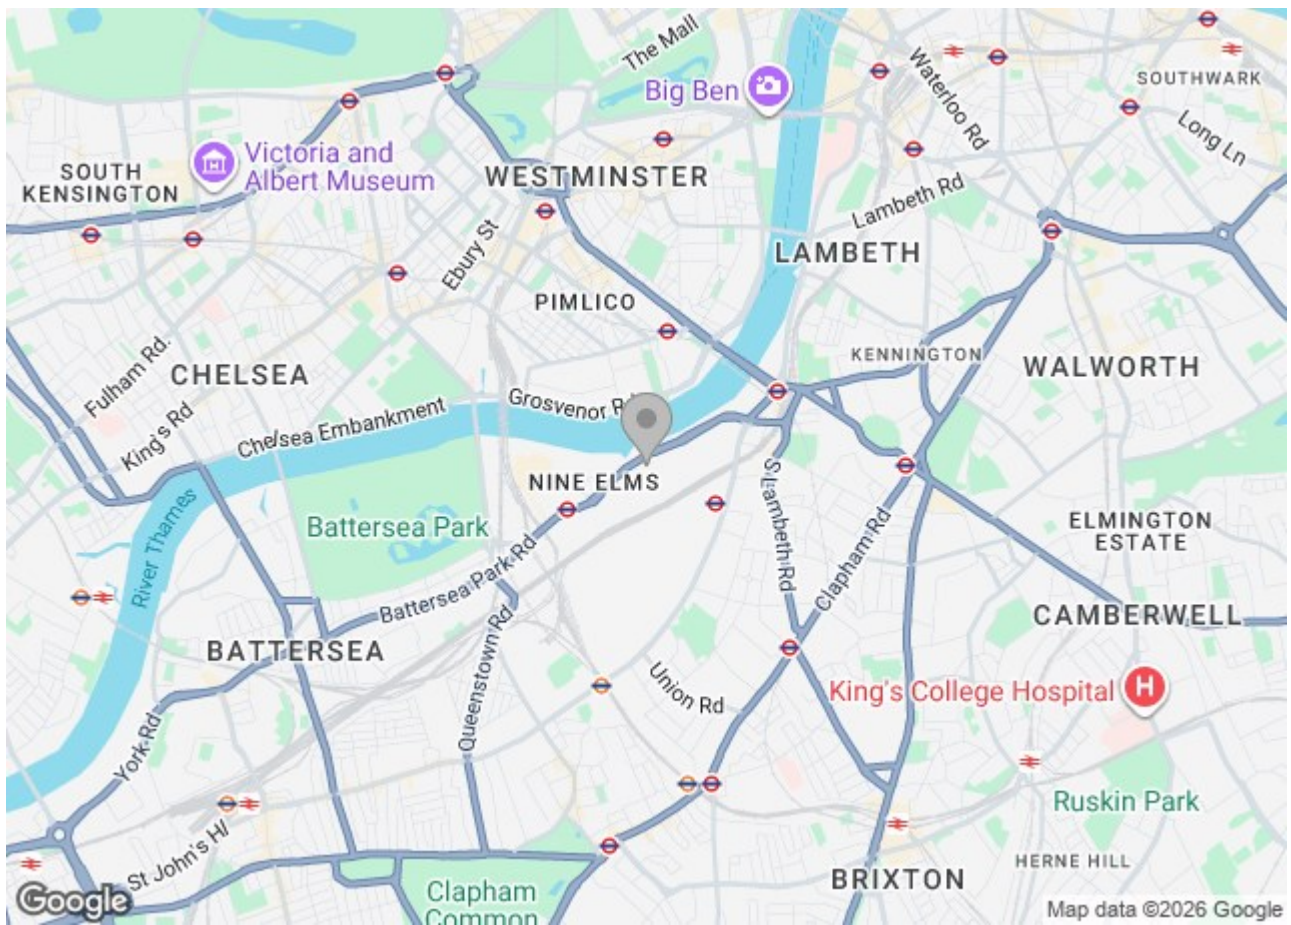 The Mall
Big Ben
Waterloo Rd
SOUTHWARK
Long Ln
SOUTH
KENSINGTON
Victoria and
Albert Museum
WESTMINSTER
Lambeth Rd
Ebury St
LAMBETH
PIMLICO
KENNINGTON
WALWORTH
Fulham Rd.
CHELSEA
King's Rd
Chelsea Embankment
Grosvenor Rd
NINE ELMS
S Lambeth Rd
Clapham Rd
River Thames
Battersea Park
ELMINGTON
ESTATE
Battersea Park Rd
CAMBERWELL
BATTERSEA
Queenstown Rd
Union Rd
King's College Hospital
H
York Rd
Ruskin Park
St John's Hl
HERNE HILL
BRIXTON
Clapham
Common
Google
Map data ©2026 Google